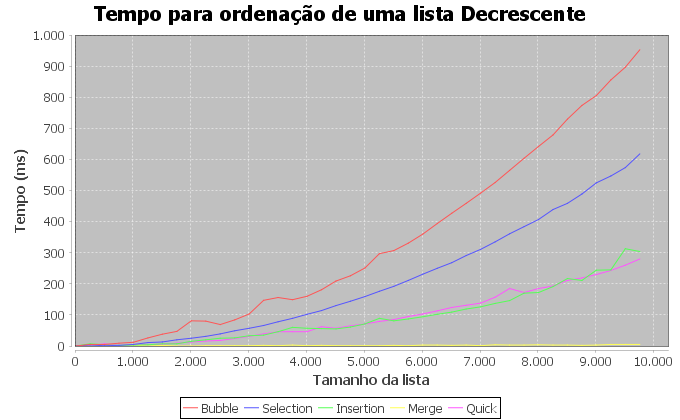 Tempo para ordenação de uma lista Decrescente
Tempo (ms)
1.000
900
800
700
600
500
400
300
200
100
0
0 1.000 2.000 3.000 4.000 5.000 6.000 7.000 8.000 9.000 10.000
Tamanho da lista
Bubble Selection Insertion Merge Quick